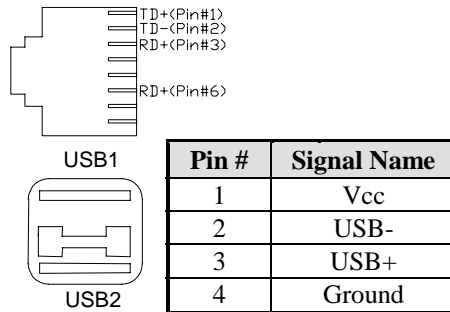 TD+(Pin#1)
TD-(Pin#2)
RD+(Pin#3)
RD+(Pin#6)
USB1
USB2
Pin # Signal Name
1 Vcc
2 USB-
3 USB+
4 Ground